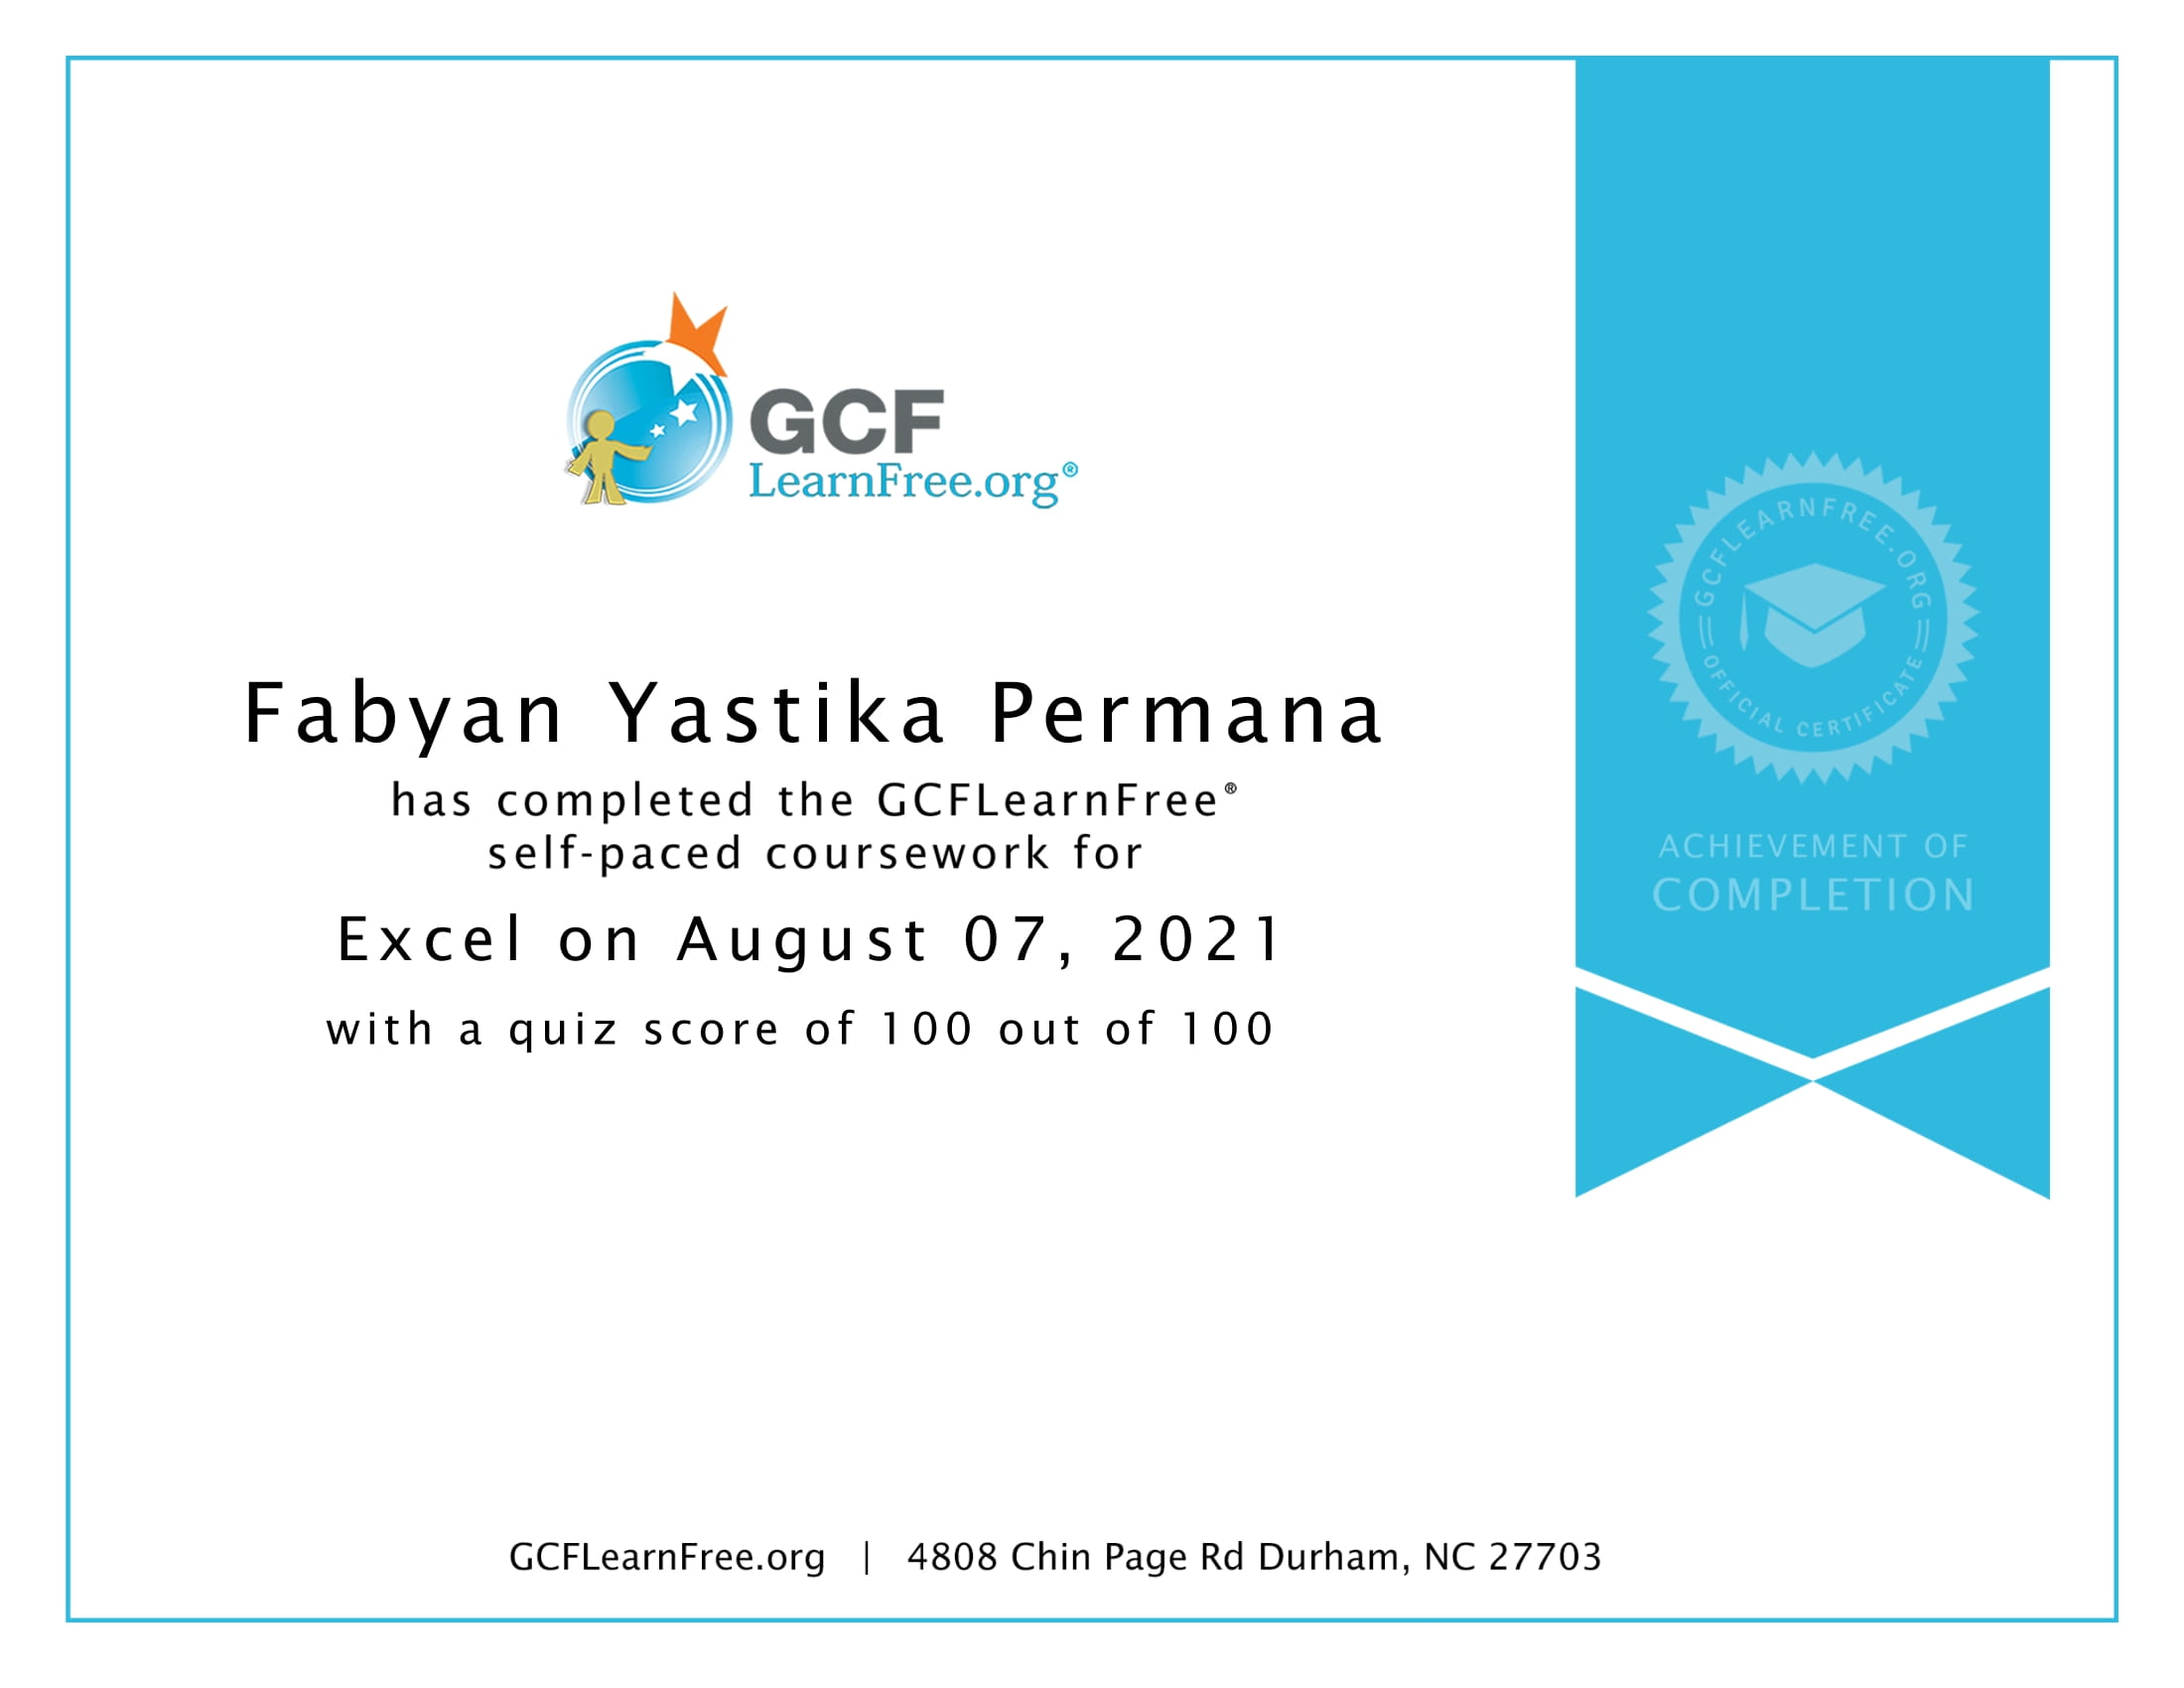 GCF
LearnFree.org®
Fabyan Yastika Permana
has completed the GCFLearnFree®
self-paced coursework for
Excel on August 07, 2021
with a quiz score of 100 out of 100
GCFLEARNFREE.ORG
OFFICIAL CERTIFICATE
ACHIEVEMENT OF
COMPLETION
GCFLearnFree.org | 4808 Chin Page Rd Durham, NC 27703